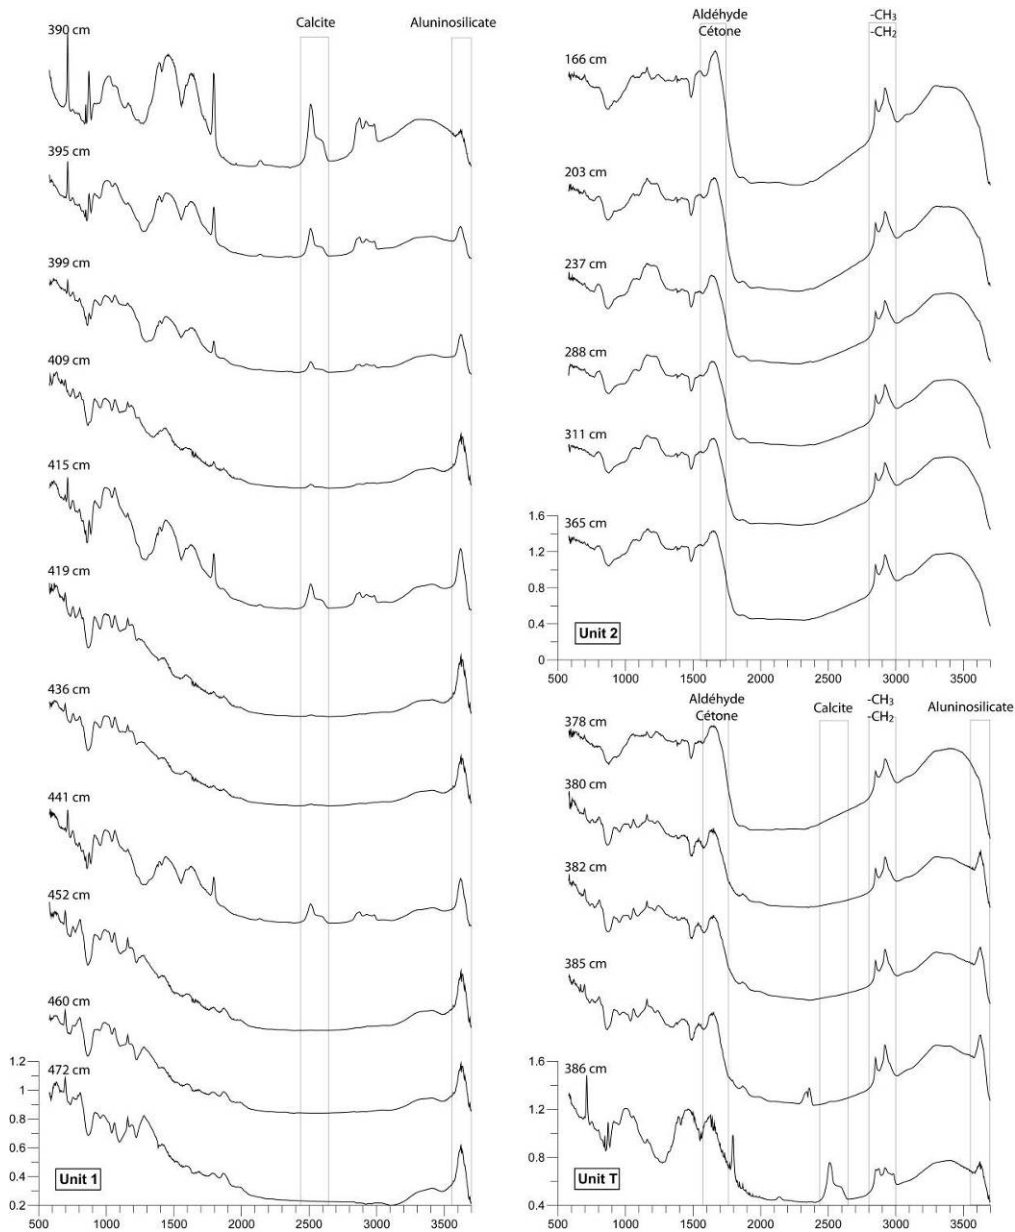 Calcite
Aluninosilicate
390 cm
395 cm
399 cm
409 cm
415 cm
419 cm
436 cm
441 cm
452 cm
460 cm
472 cm
1.2
1
0.8
0.6
0.4
0.2
Unit 1
500 1000 1500 2000 2500 3000 3500
Aldéhyde
Cétone
-CH3
-CH2
166 cm
203 cm
237 cm
288 cm
311 cm
365 cm
1.6
1.2
0.8
0.4
0
Unit 2
500 1000 1500 2000 2500 3000 3500
Aldéhyde
Cétone
Calcite
-CH3
-CH2
Aluninosilicate
378 cm
380 cm
382 cm
385 cm
386 cm
1.6
1.2
0.8
0.4
Unit T
500 1000 1500 2000 2500 3000 3500